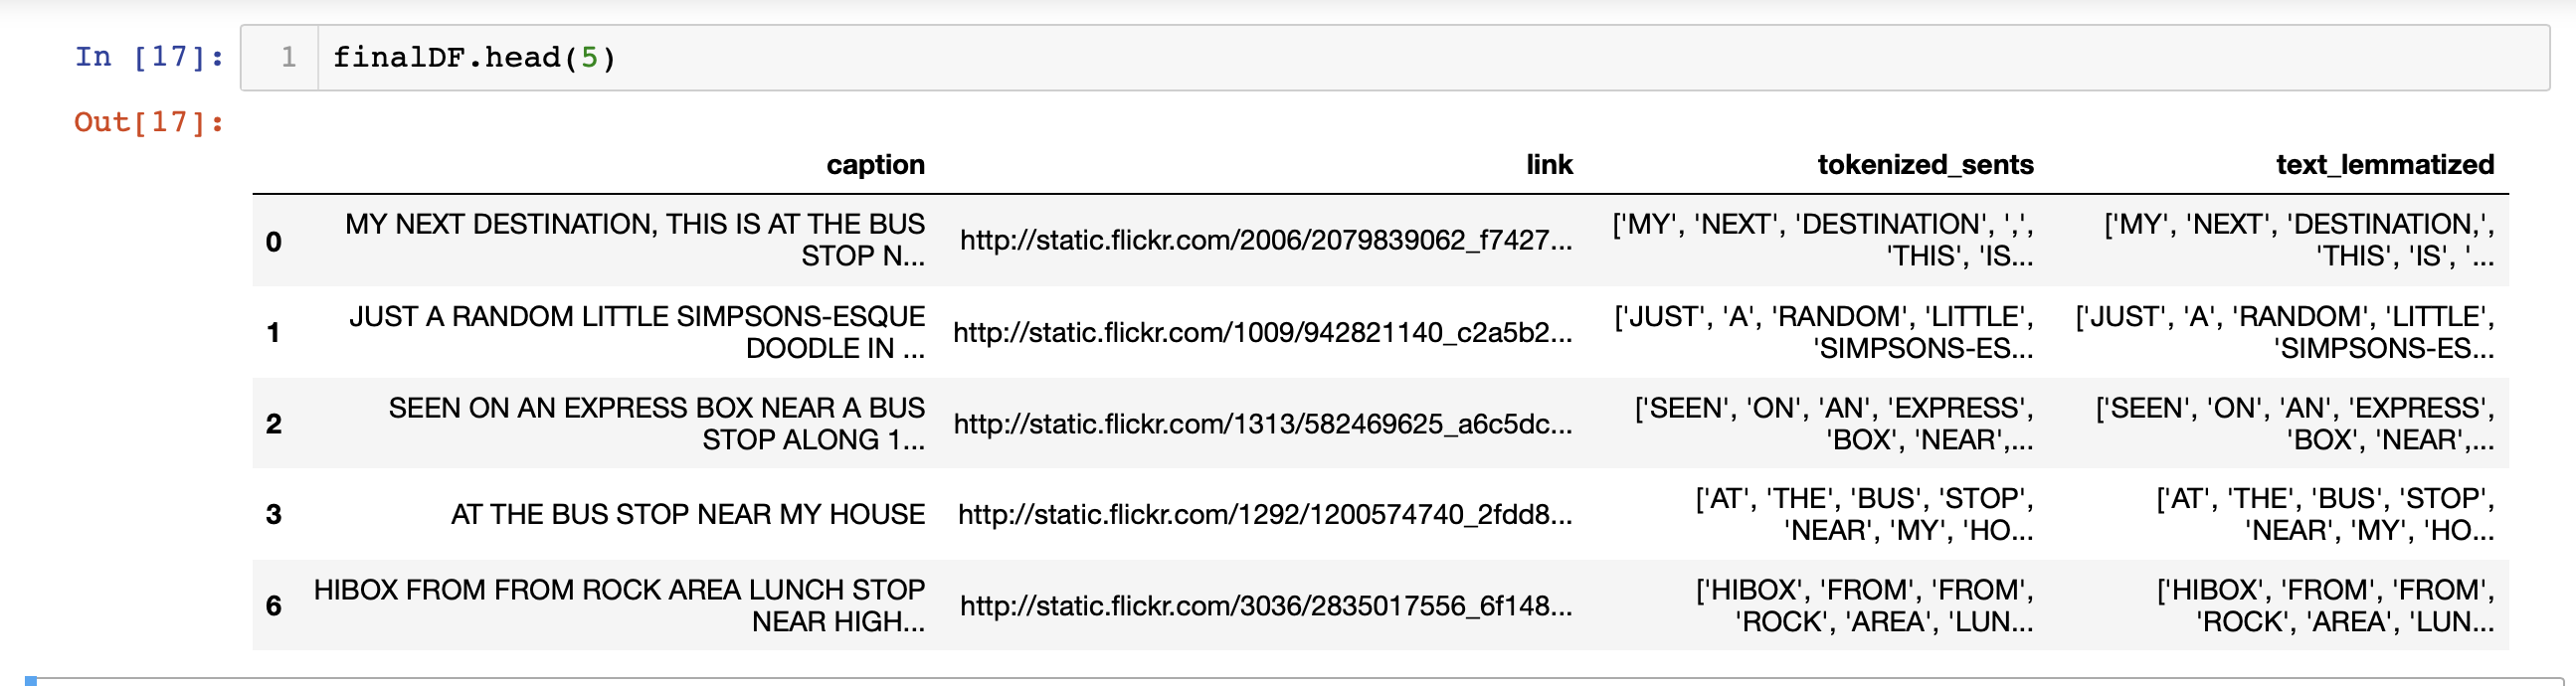 In [17]: 1 finalDF.head(5)
Out[17]:
caption link tokenized_sents text_lemmatized
0 MY NEXT DESTINATION, THIS IS AT THE BUS STOP N... http://static.flickr.com/2006/2079839062_f7427... ['MY', 'NEXT', 'DESTINATION', ',', 'THIS', 'IS... ['MY', 'NEXT', 'DESTINATION,', 'THIS', 'IS', '...
1 JUST A RANDOM LITTLE SIMPSONS-ESQUE DOODLE IN ... http://static.flickr.com/1009/942821140_c2a5b2... ['JUST', 'A', 'RANDOM', 'LITTLE', 'SIMPSONS-ES... ['JUST', 'A', 'RANDOM', 'LITTLE', 'SIMPSONS-ES...
2 SEEN ON AN EXPRESS BOX NEAR A BUS STOP ALONG 1... http://static.flickr.com/1313/582469625_a6c5dc... ['SEEN', 'ON', 'AN', 'EXPRESS', 'BOX', 'NEAR',... ['SEEN', 'ON', 'AN', 'EXPRESS', 'BOX', 'NEAR',...
3 AT THE BUS STOP NEAR MY HOUSE http://static.flickr.com/1292/1200574740_2fdd8... ['AT', 'THE', 'BUS', 'STOP', 'NEAR', 'MY', 'HO... ['AT', 'THE', 'BUS', 'STOP', 'NEAR', 'MY', 'HO...
6 HIBOX FROM FROM ROCK AREA LUNCH STOP NEAR HIGH... http://static.flickr.com/3036/2835017556_6f148... ['HIBOX', 'FROM', 'FROM', 'ROCK', 'AREA', 'LUN... ['HIBOX', 'FROM', 'FROM', 'ROCK', 'AREA', 'LUN...